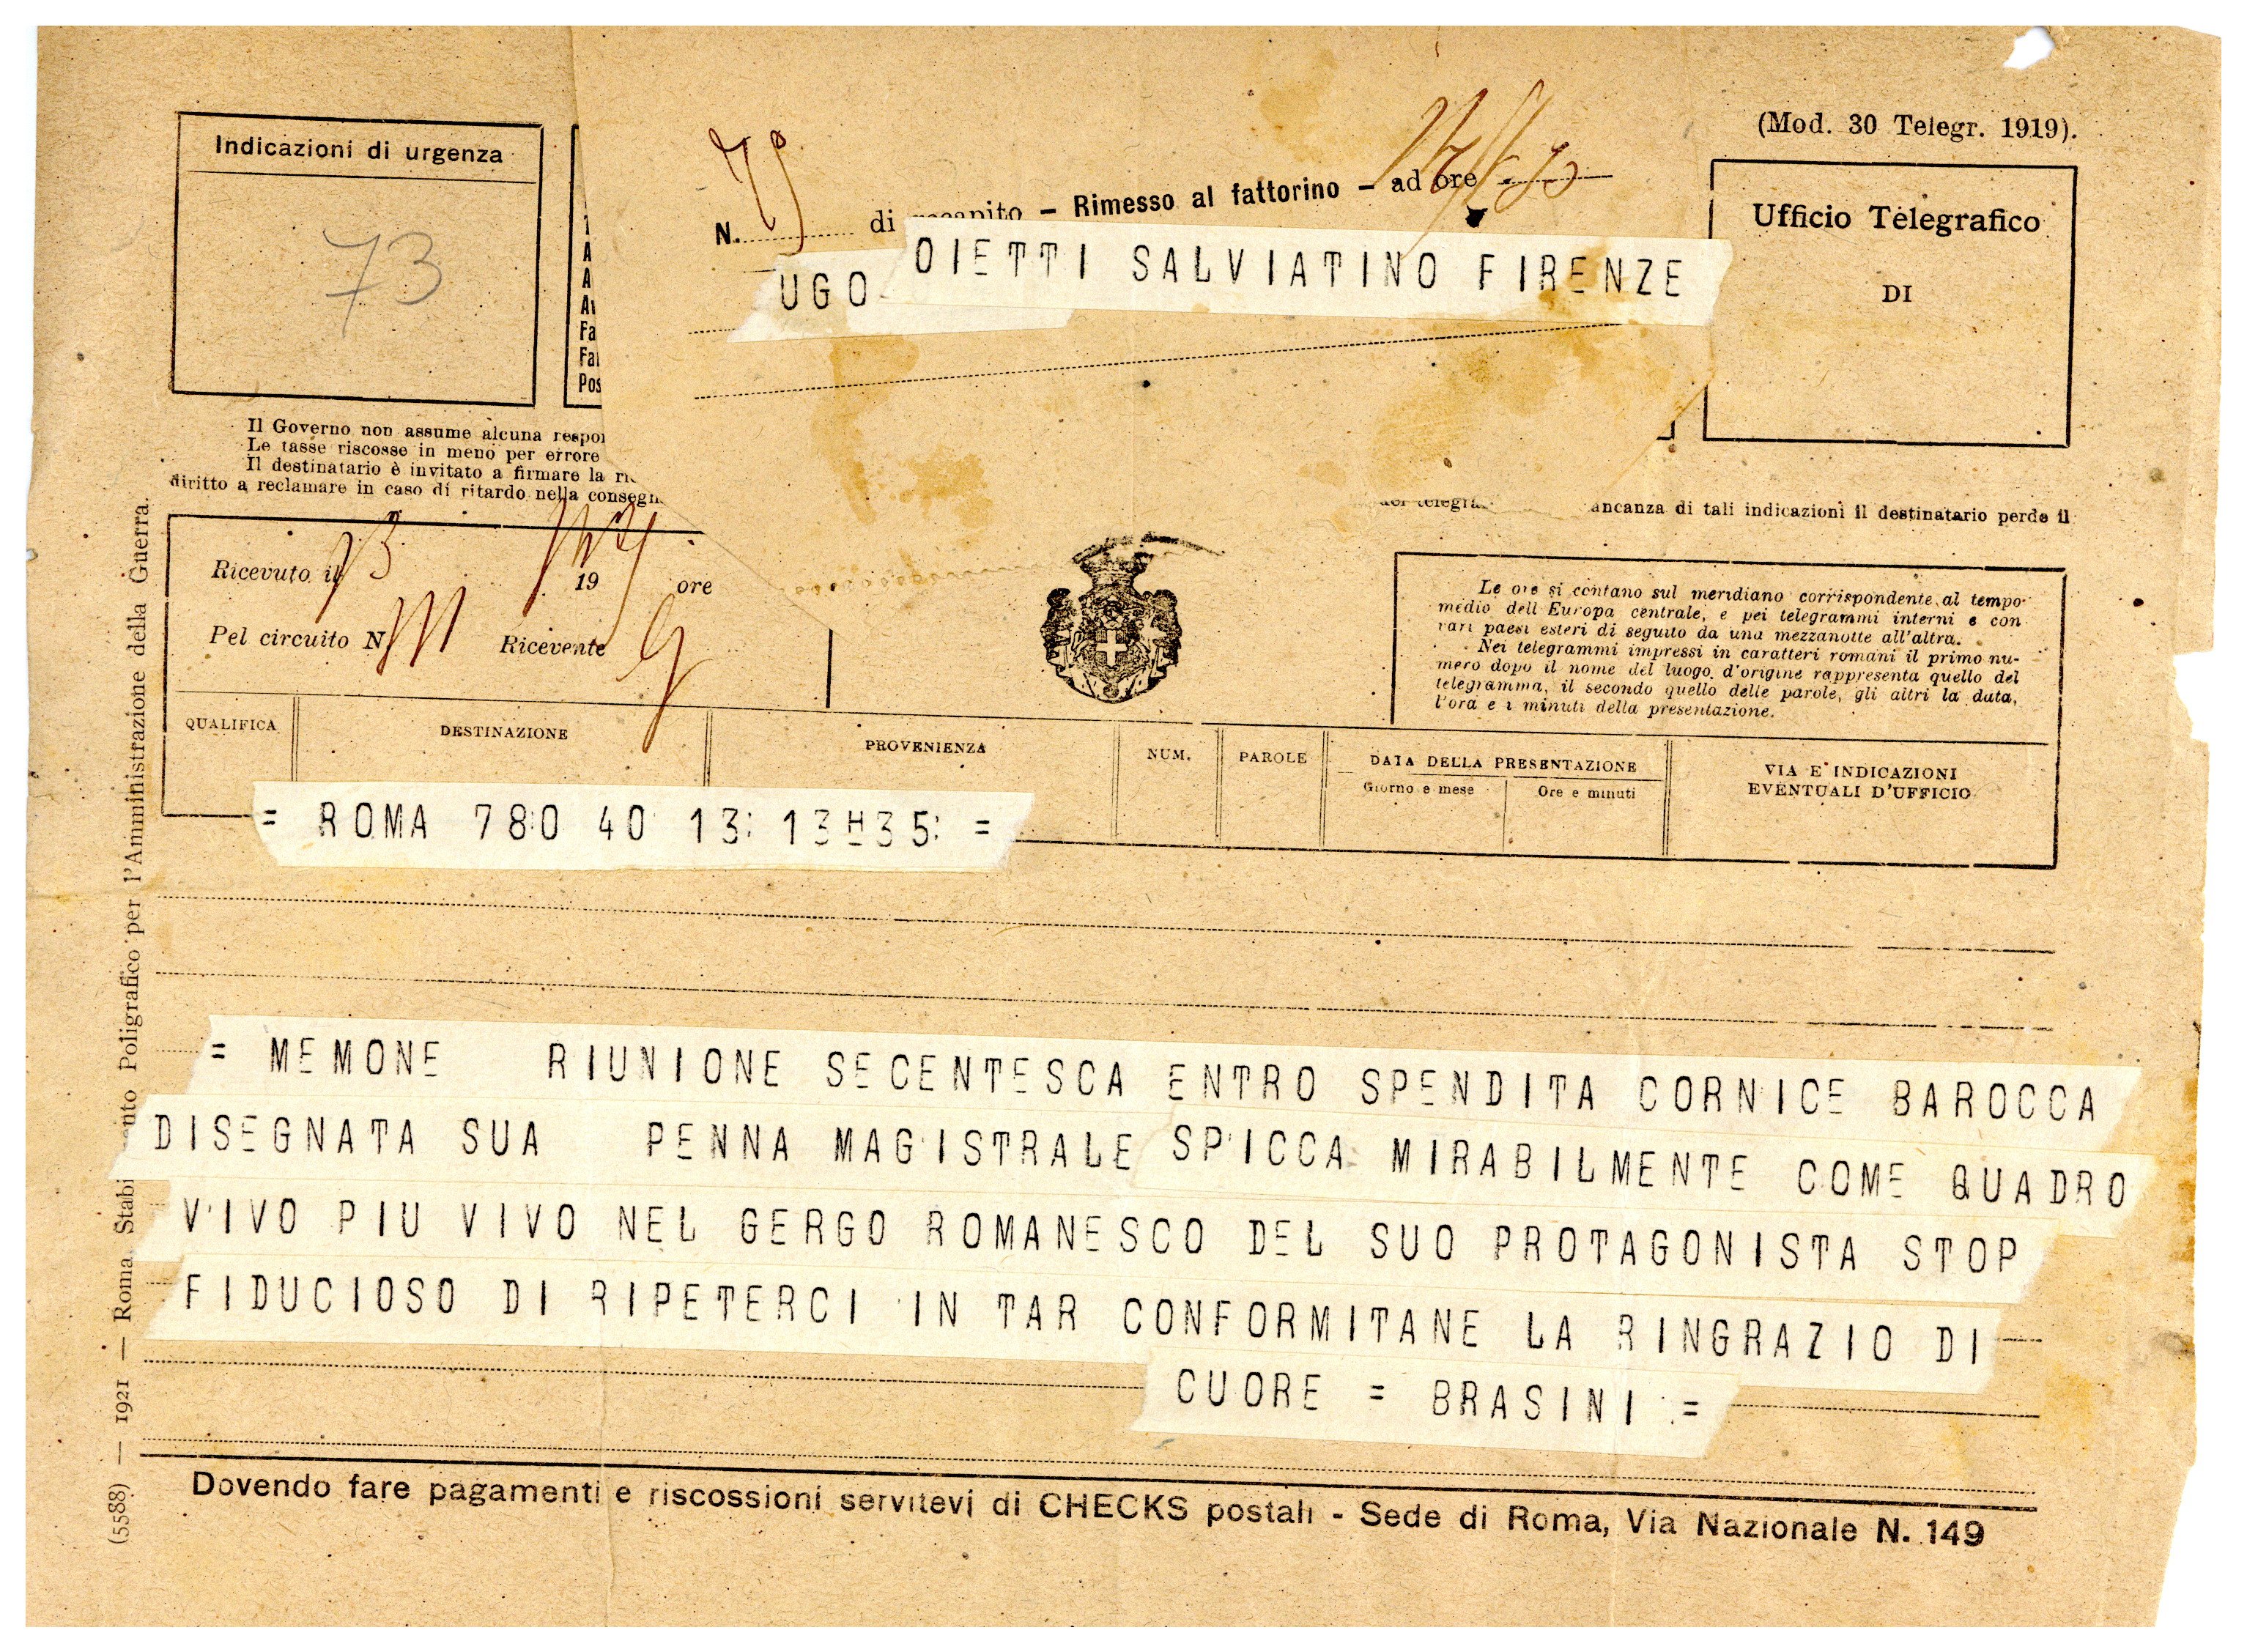 (Mod. 30 Telegr. 1919).
Indicazioni di urgenza
73
N. 79 di recapito – Rimesso al fattorino – ad ore
UGO OIETTI SALVIATINO FIRENZE
Ufficio Telegrafico
DI
A
A
Fa
Pos
Il Governo non assume alcuna respon
Le tasse riscosse in meno per errore
Il destinatario è invitato a firmare la
diritto a reclamare in caso di ritardo nella consegn
ancanza di tali indicazioni il destinatario perde il
Ricevuto il 13 19 ore
Pel circuito N. Ricevente
Le ore si contano sul meridiano corrispondente al tempo
medio dell'Europa centrale, e pei telegrammi interni e con
vari paesi esteri di seguito da una mezzanotte all'altra.
Nei telegrammi impressi in caratteri romani il primo nu-
mero dopo il nome del luogo d'origine rappresenta quello del
telegramma, il secondo quello delle parole, gli altri la data,
l'ora e i minuti della presentazione.
QUALIFICA DESTINAZIONE PROVENIENZA NUM. PAROLE DATA DELLA PRESENTAZIONE VIA E INDICAZIONI
Giorno e mese Ore e minuti EVENTUALI D'UFFICIO
= ROMA 780 40 13: 13H35: =
= MEMONE RIUNIONE SECENTESCA ENTRO SPENDITA CORNICE BAROCCA
DISEGNATA SUA PENNA MAGISTRALE SPICCA MIRABILMENTE COME QUADRO
VIVO PIU VIVO NEL GERGO ROMANESCO DEL SUO PROTAGONISTA STOP
FIDUCIOSO DI RIPETERCI IN TAR CONFORMITANE LA RINGRAZIO DI
CUORE = BRASINI :=
Dovendo fare pagamenti e riscossioni servitevi di CHECKS postali - Sede di Roma, Via Nazionale N. 149
(5588) — 1921 — Roma, Stabi ento Poligrafico per l'Amministrazione della Guerra.